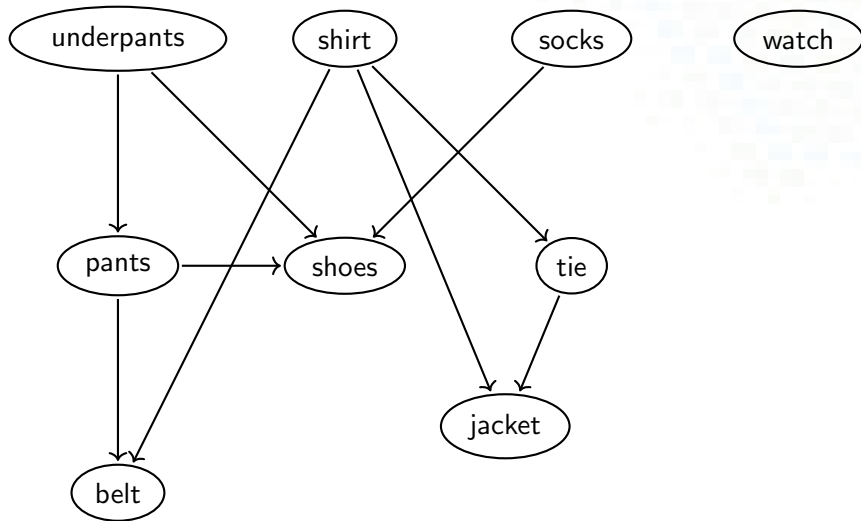 underpants
shirt
socks
watch
pants
shoes
tie
jacket
belt